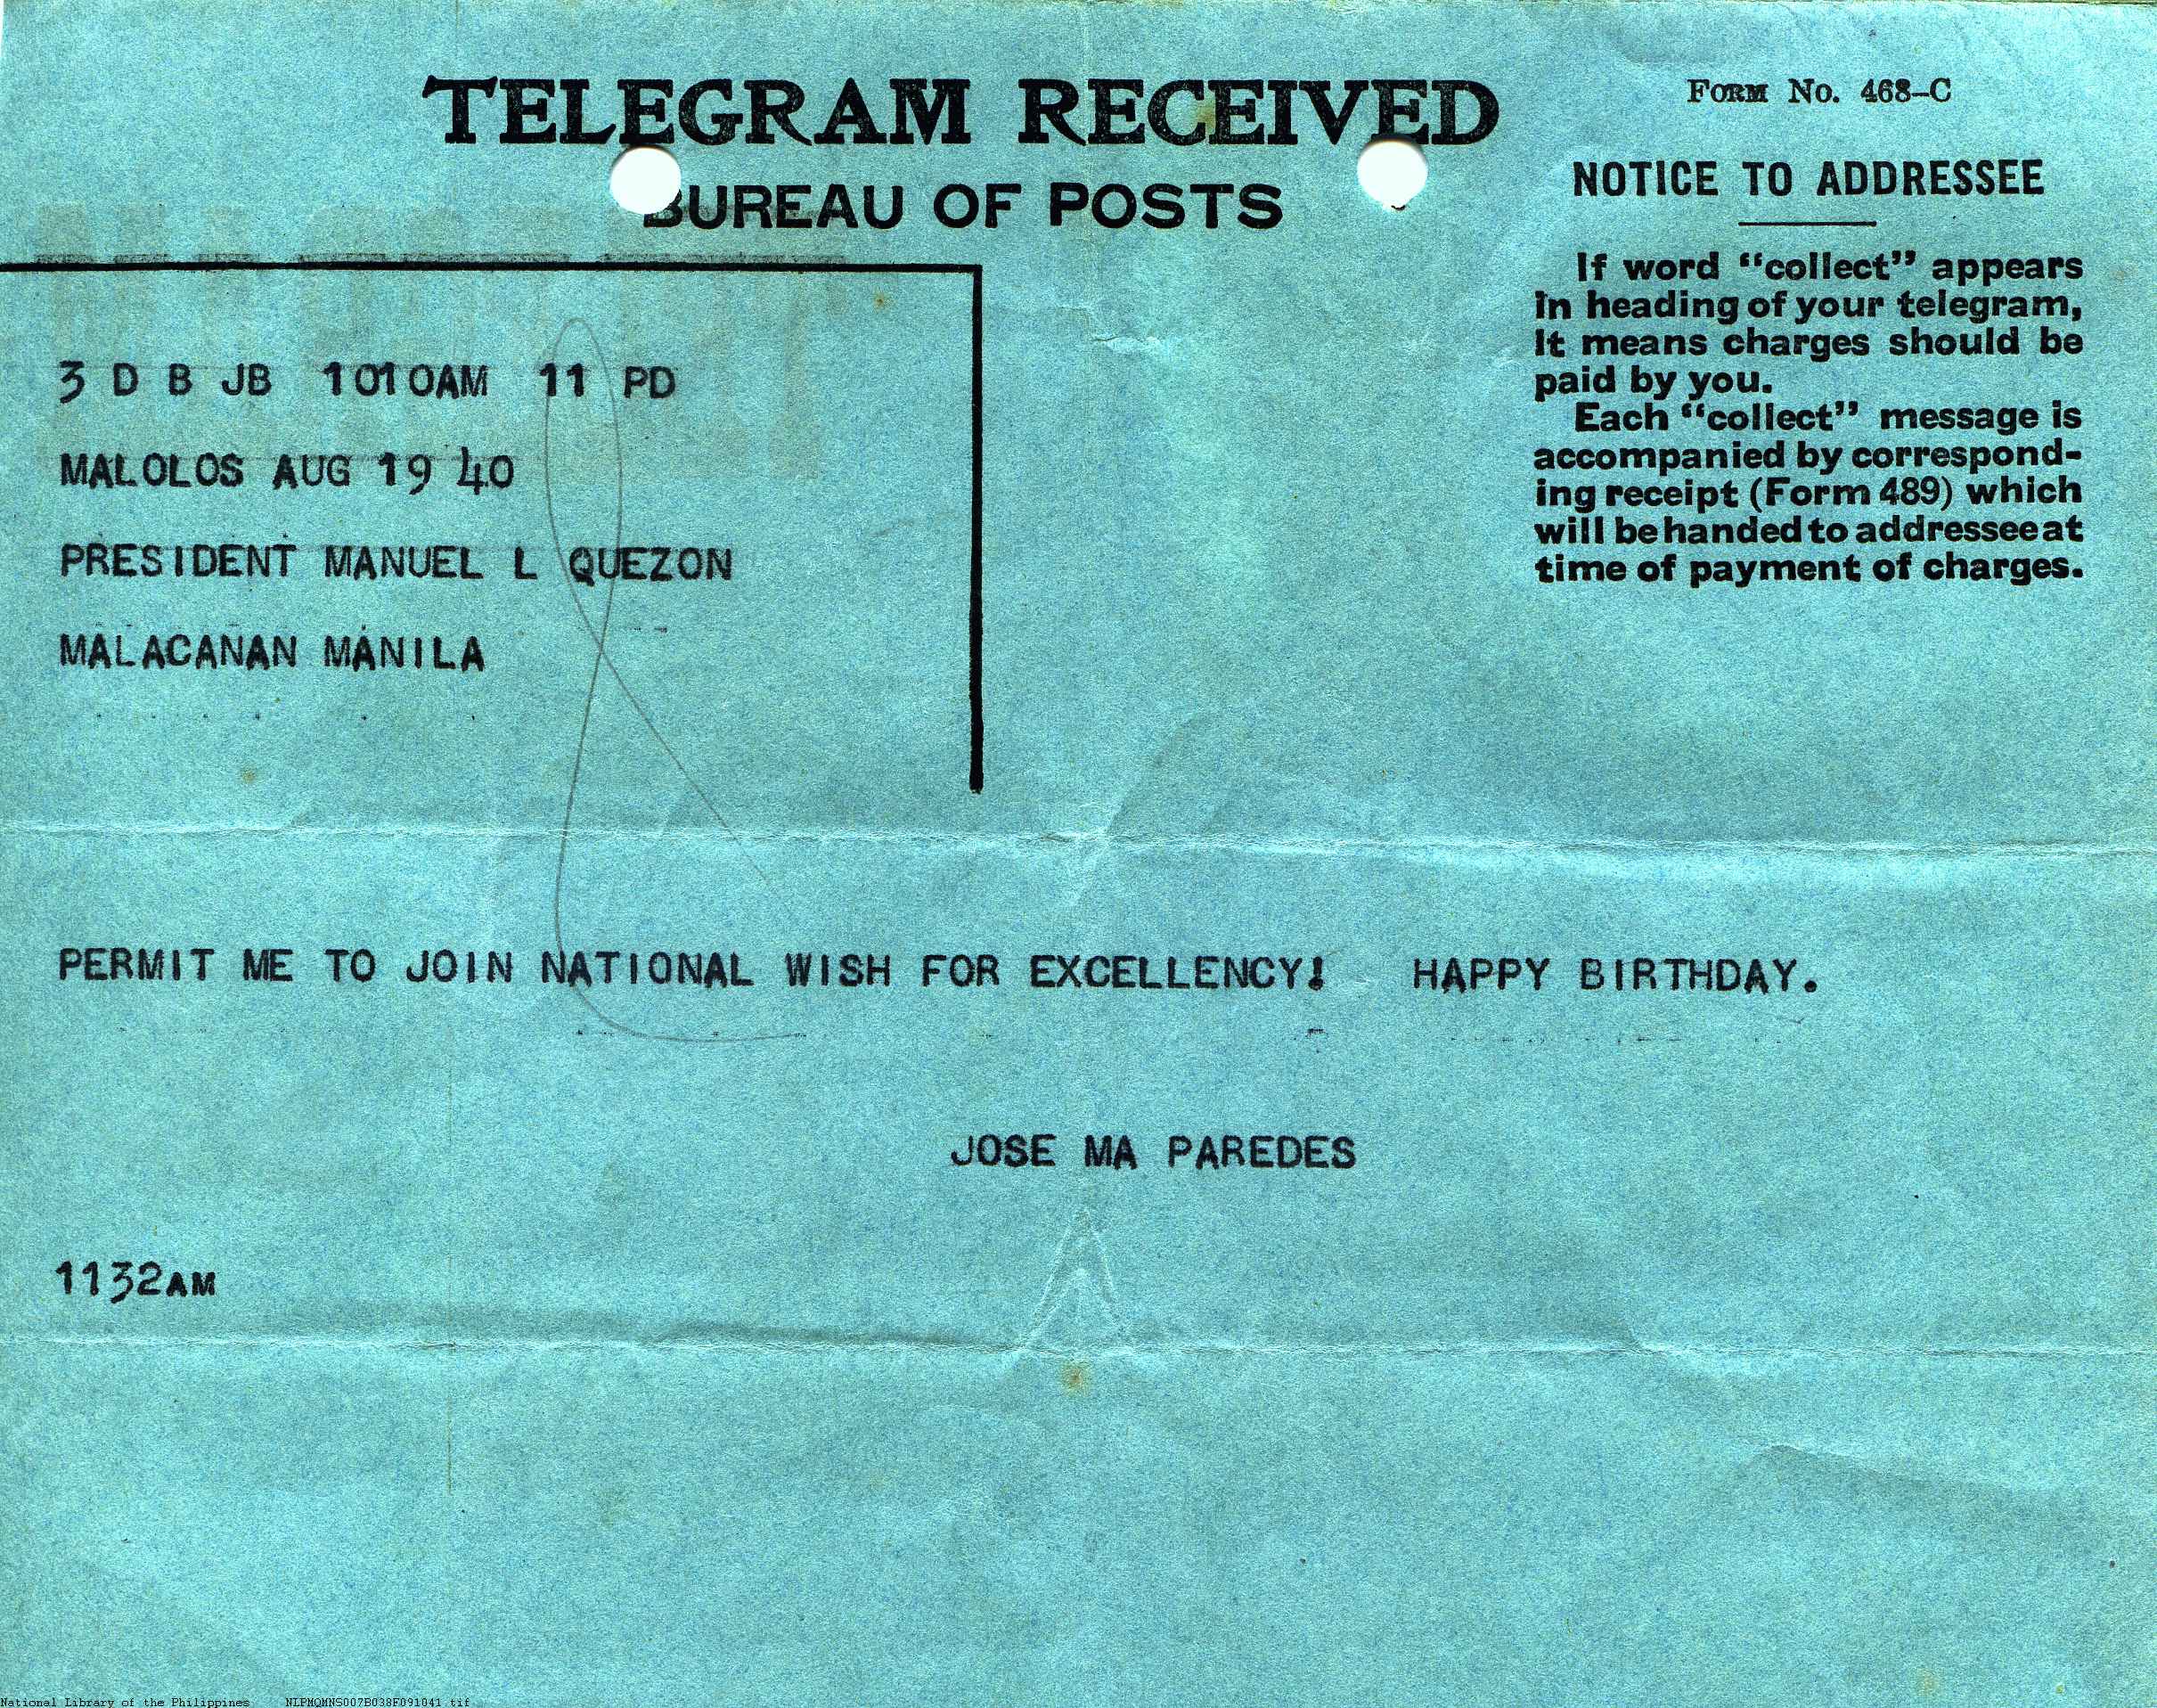 TELEGRAM RECEIVED
BUREAU OF POSTS
FORM No. 468-C
NOTICE TO ADDRESSEE
If word "collect" appears
in heading of your telegram,
it means charges should be
paid by you.
Each "collect" message is
accompanied by correspond-
ing receipt (Form 489) which
will be handed to addressee at
time of payment of charges.
3 D B JB 1010AM 11 PD
MALOLOS AUG 19 40
PRESIDENT MANUEL L QUEZON
MALACANAN MANILA
PERMIT ME TO JOIN NATIONAL WISH FOR EXCELLENCY! HAPPY BIRTHDAY.
JOSE MA PAREDES
1132AM
National Library of the Philippines NLPMQMNS007B038F091041.tif